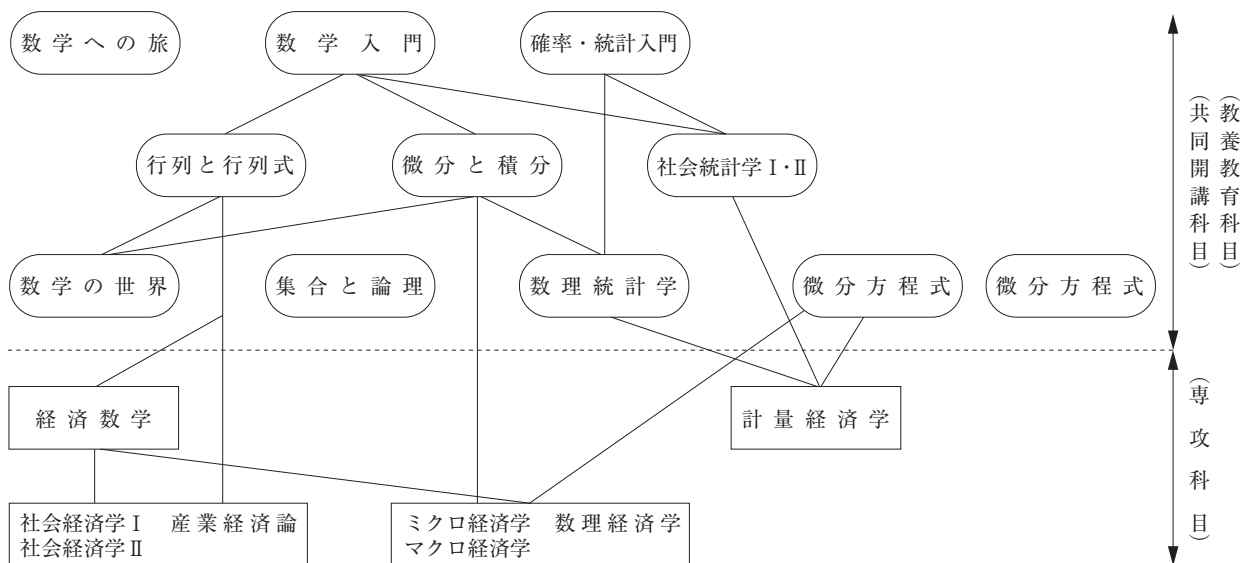 数学への旅
数学入門
確率・統計入門
行列と行列式
微分と積分
社会統計学Ⅰ・Ⅱ
数学の世界
集合と論理
数理統計学
微分方程式
微分方程式
経済数学
計量経済学
社会経済学Ⅰ 産業経済論
社会経済学Ⅱ
ミクロ経済学 数理経済学
マクロ経済学
(教養教育科目)
(共同開講科目)
(専攻科目)